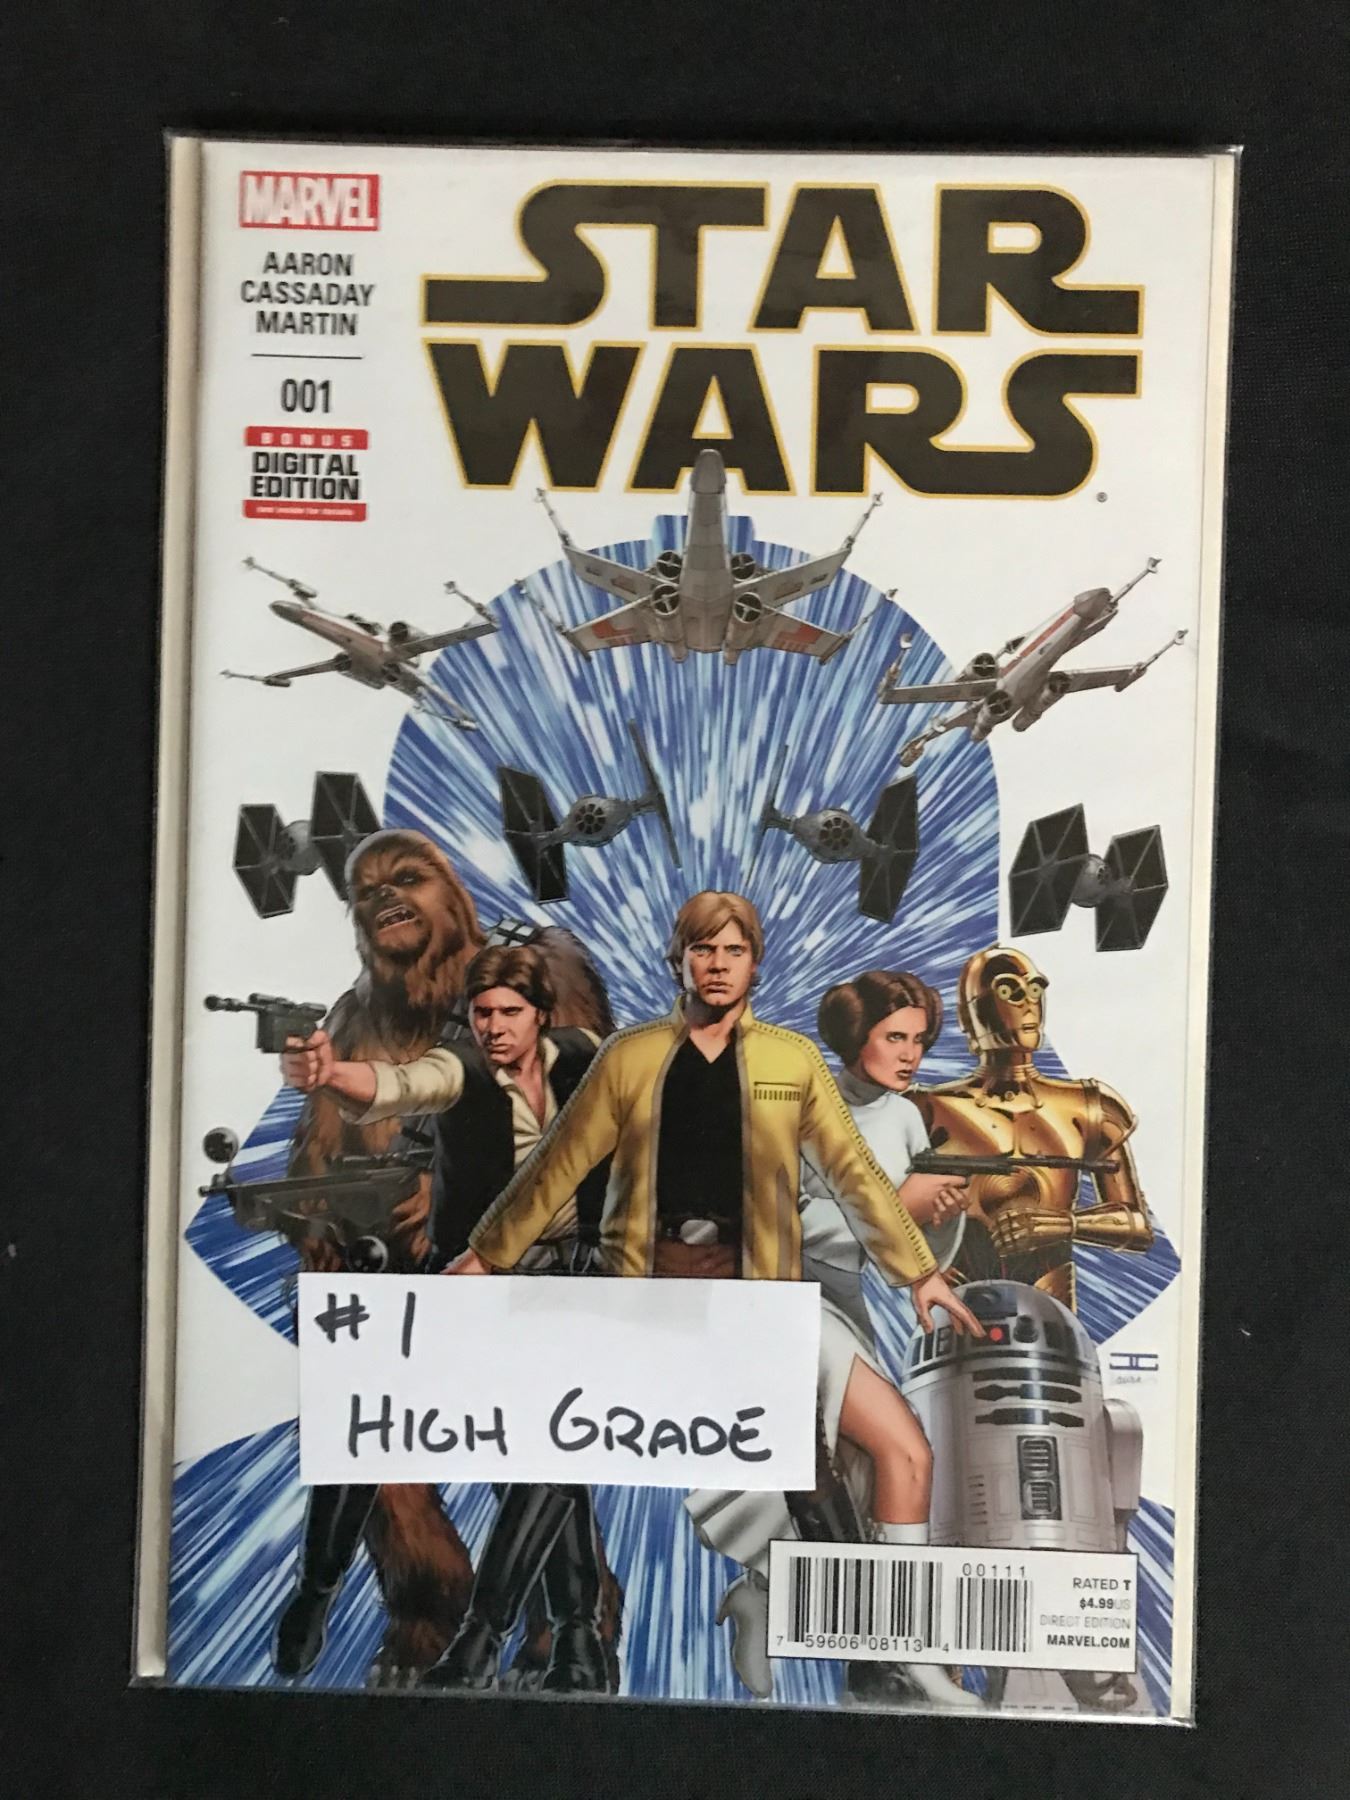 MARVEL
AARON
CASSADAY
MARTIN
001
BONUS
DIGITAL
EDITION
STAR
WARS
®
# 1
HIGH GRADE
00111
7 59606 08113 4
RATED T
$4.99US
DIRECT EDITION
MARVEL.COM